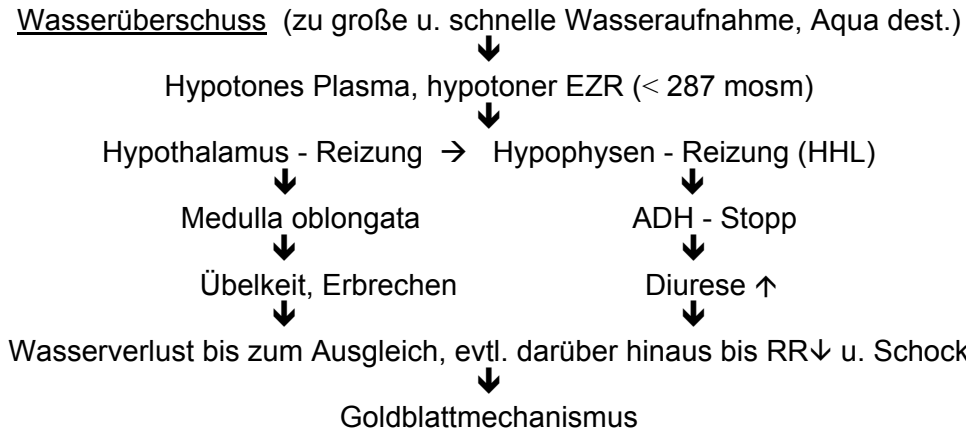 Wasserüberschuss (zu große u. schnelle Wasseraufnahme, Aqua dest.)
Hypotones Plasma, hypotoner EZR (< 287 mosm)
Hypothalamus - Reizung → Hypophysen - Reizung (HHL)
Medulla oblongata ADH - Stopp
Übelkeit, Erbrechen Diurese ↑
Wasserverlust bis zum Ausgleich, evtl. darüber hinaus bis RR↓ u. Schock
Goldblattmechanismus